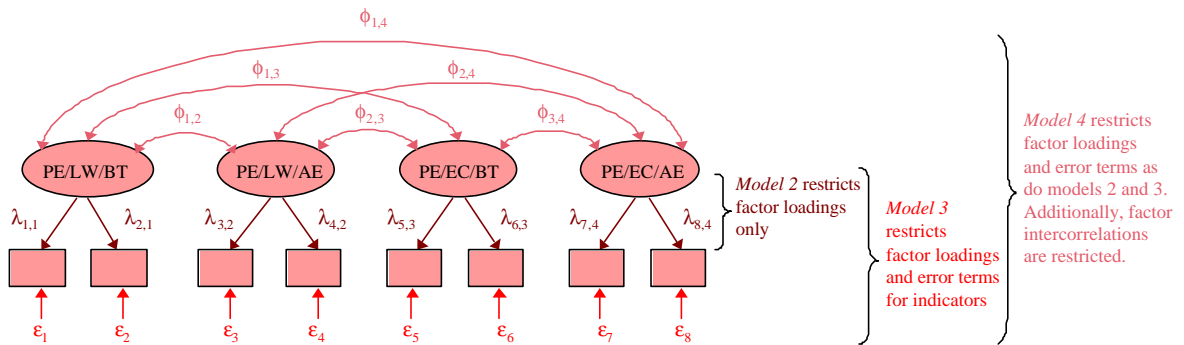 ϕ1,4
ϕ1,3
ϕ2,4
ϕ1,2
ϕ2,3
ϕ3,4
PE/LW/BT
PE/LW/AE
PE/EC/BT
PE/EC/AE
λ1,1
λ2,1
λ3,2
λ4,2
λ5,3
λ6,3
λ7,4
λ8,4
ε1
ε2
ε3
ε4
ε5
ε6
ε7
ε8
Model 2 restricts
factor loadings
only
Model 3
restricts
factor loadings
and error terms
for indicators
Model 4 restricts
factor loadings
and error terms as
do models 2 and 3.
Additionally, factor
intercorrelations
are restricted.